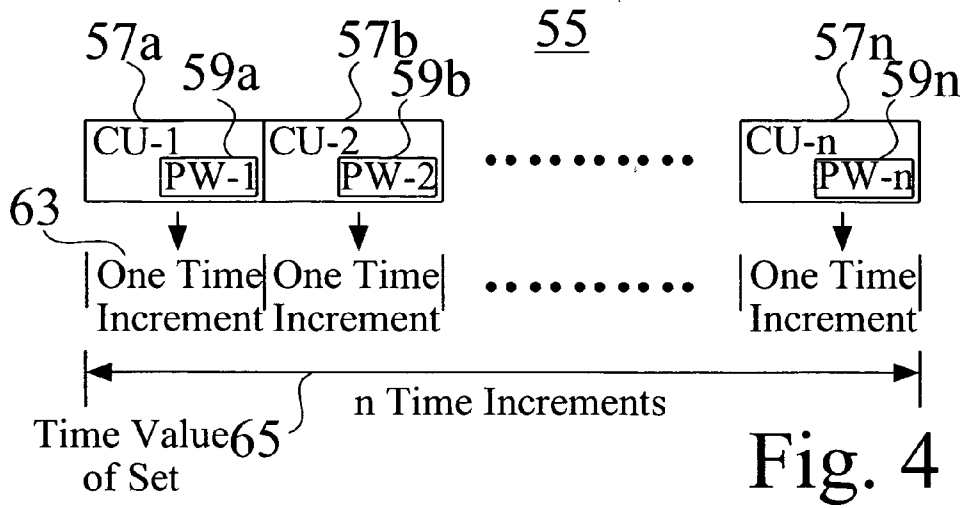 57a 57b 55 57n
59a 59b 59n
CU-1 CU-2 CU-n
PW-1 PW-2 PW-n
63
One Time One Time One Time
Increment Increment Increment
n Time Increments
Time Value 65
of Set
Fig. 4